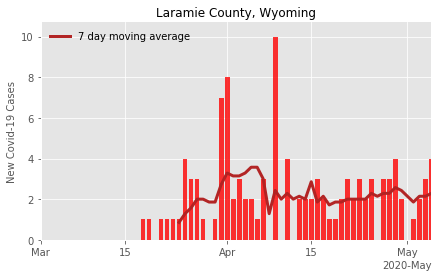 Laramie County, Wyoming
7 day moving average
New Covid-19 Cases
10
8
6
4
2
0
Mar 15 Apr 15 May
2020-May